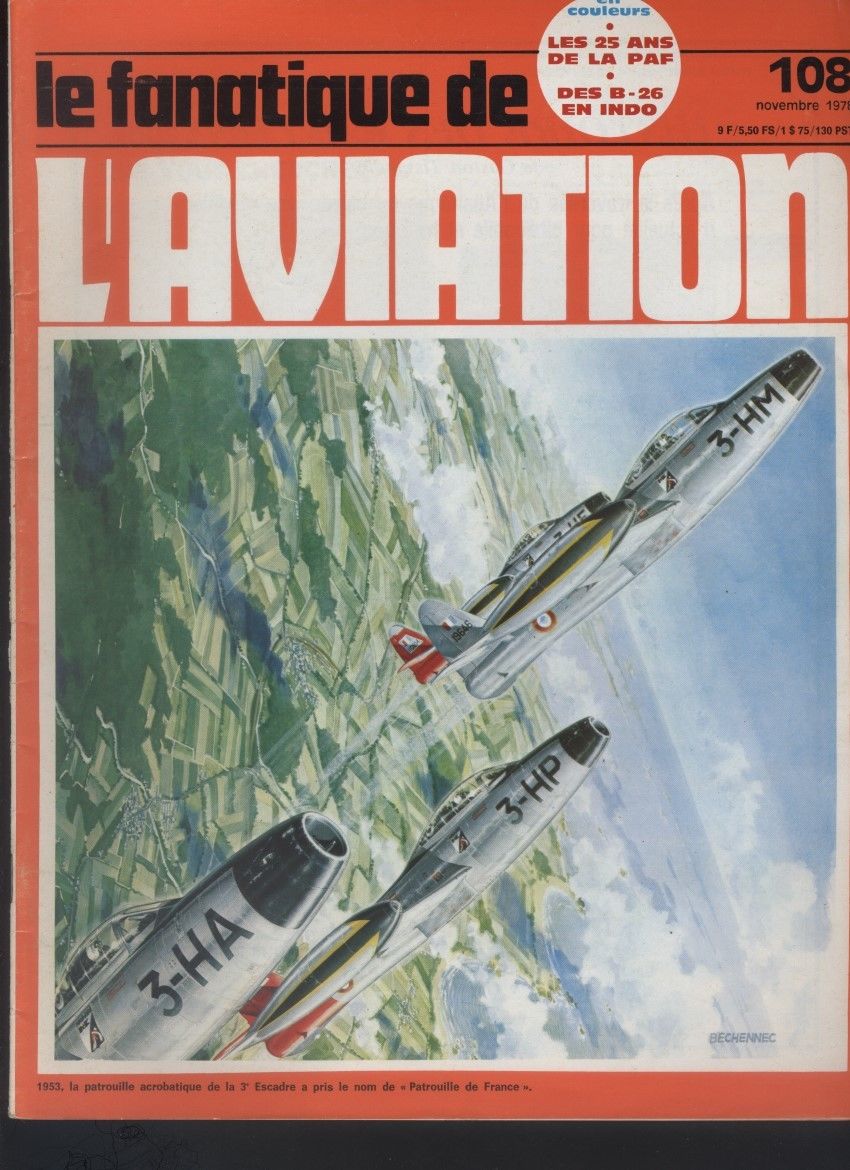 en
couleurs
•
LES 25 ANS
DE LA PAF
•
DES B-26
EN INDO
le fanatique de
108
novembre 1978
9 F/5,50 FS/1 $ 75/130 PST
L'AVIATION
3-HM
19646
3-HP
3-HA
BÉCHENNEC
1953, la patrouille acrobatique de la 3ᵉ Escadre a pris le nom de « Patrouille de France ».